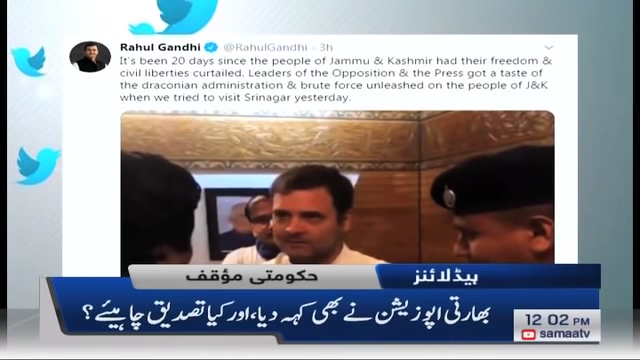 Rahul Gandhi @RahulGandhi · 3h
It's been 20 days since the people of Jammu & Kashmir had their freedom &
civil liberties curtailed. Leaders of the Opposition & the Press got a taste of
the draconian administration & brute force unleashed on the people of J&K
when we tried to visit Srinagar yesterday.
ہیڈلائنز
حکومتی مؤقف
بھارتی اپوزیشن نے بھی کہہ دیا، اور کیا تصدیق چاہیئے؟
12:02 PM
samaatv